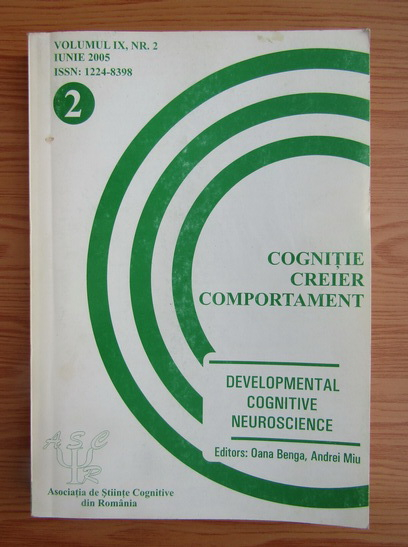 VOLUMUL IX, NR. 2
IUNIE 2005
ISSN: 1224-8398
2
COGNIȚIE
CREIER
COMPORTAMENT
DEVELOPMENTAL
COGNITIVE
NEUROSCIENCE
Editors: Oana Benga, Andrei Miu
A S C R
Asociația de Științe Cognitive
din România